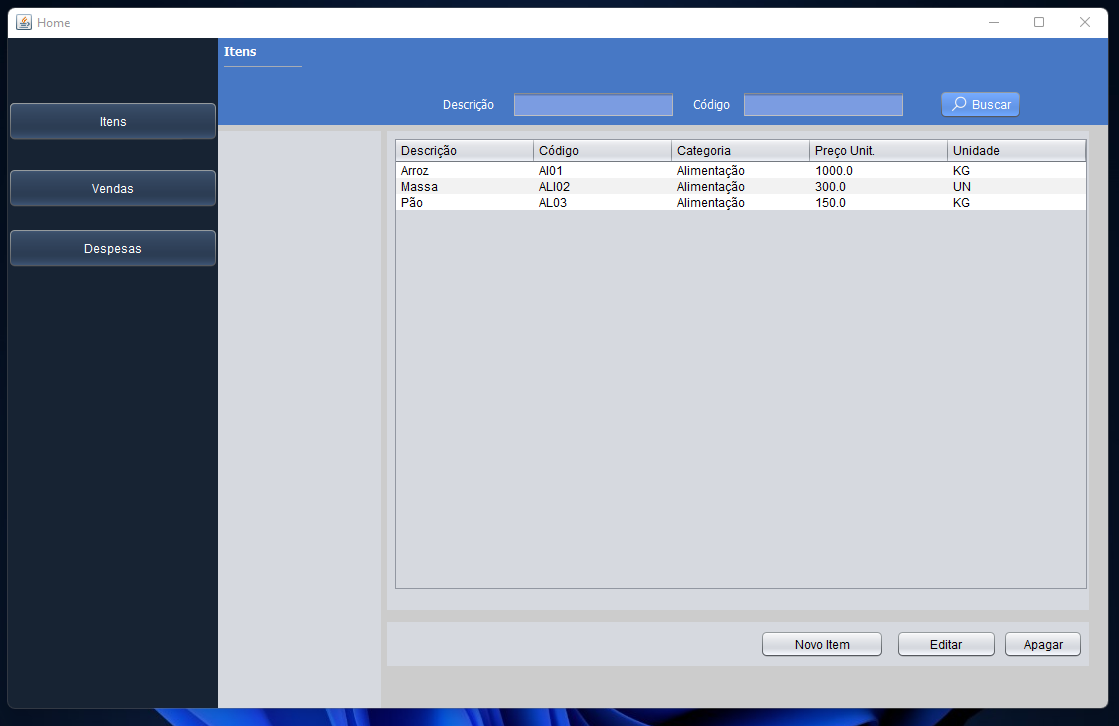 Home
Itens
Descrição Código Buscar
Itens
Vendas
Despesas
Descrição Código Categoria Preço Unit. Unidade
Arroz Al01 Alimentação 1000.0 KG
Massa ALI02 Alimentação 300.0 UN
Pão AL03 Alimentação 150.0 KG
Novo Item Editar Apagar